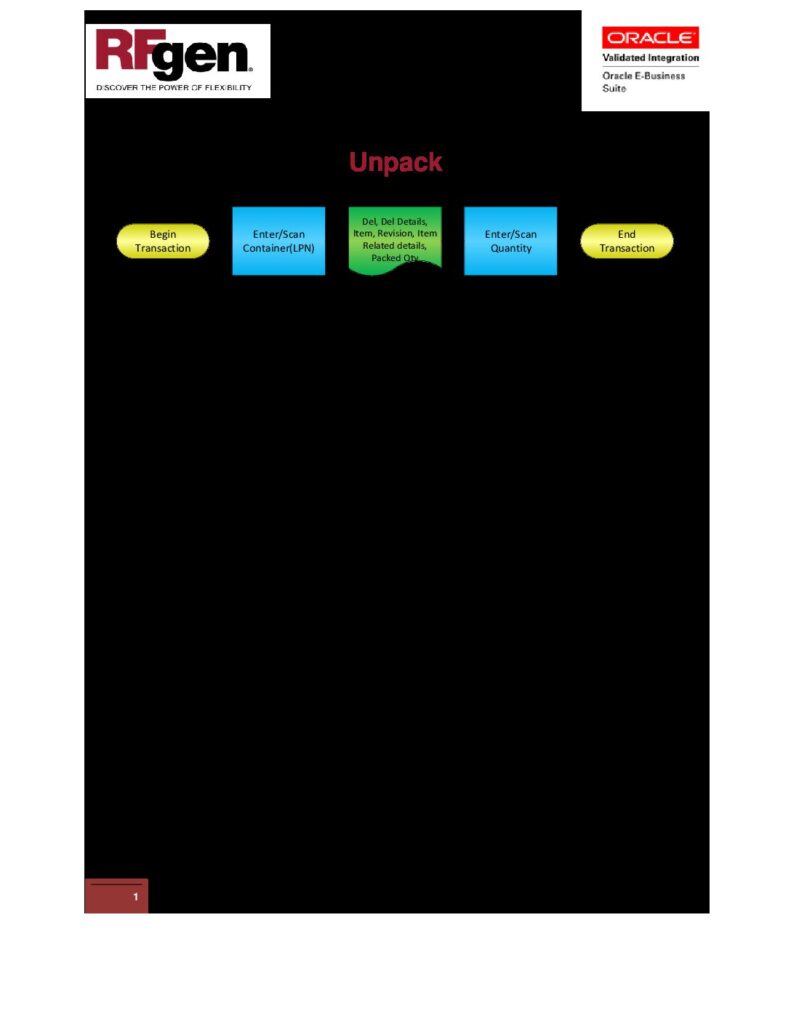 RFgen.
DISCOVER THE POWER OF FLEXIBILITY
ORACLE
Validated Integration
Oracle E-Business
Suite
Unpack
Begin
Transaction
Enter/Scan
Container(LPN)
Del, Del Details,
Item, Revision, Item
Related details,
Packed Qty
Enter/Scan
Quantity
End
Transaction
1